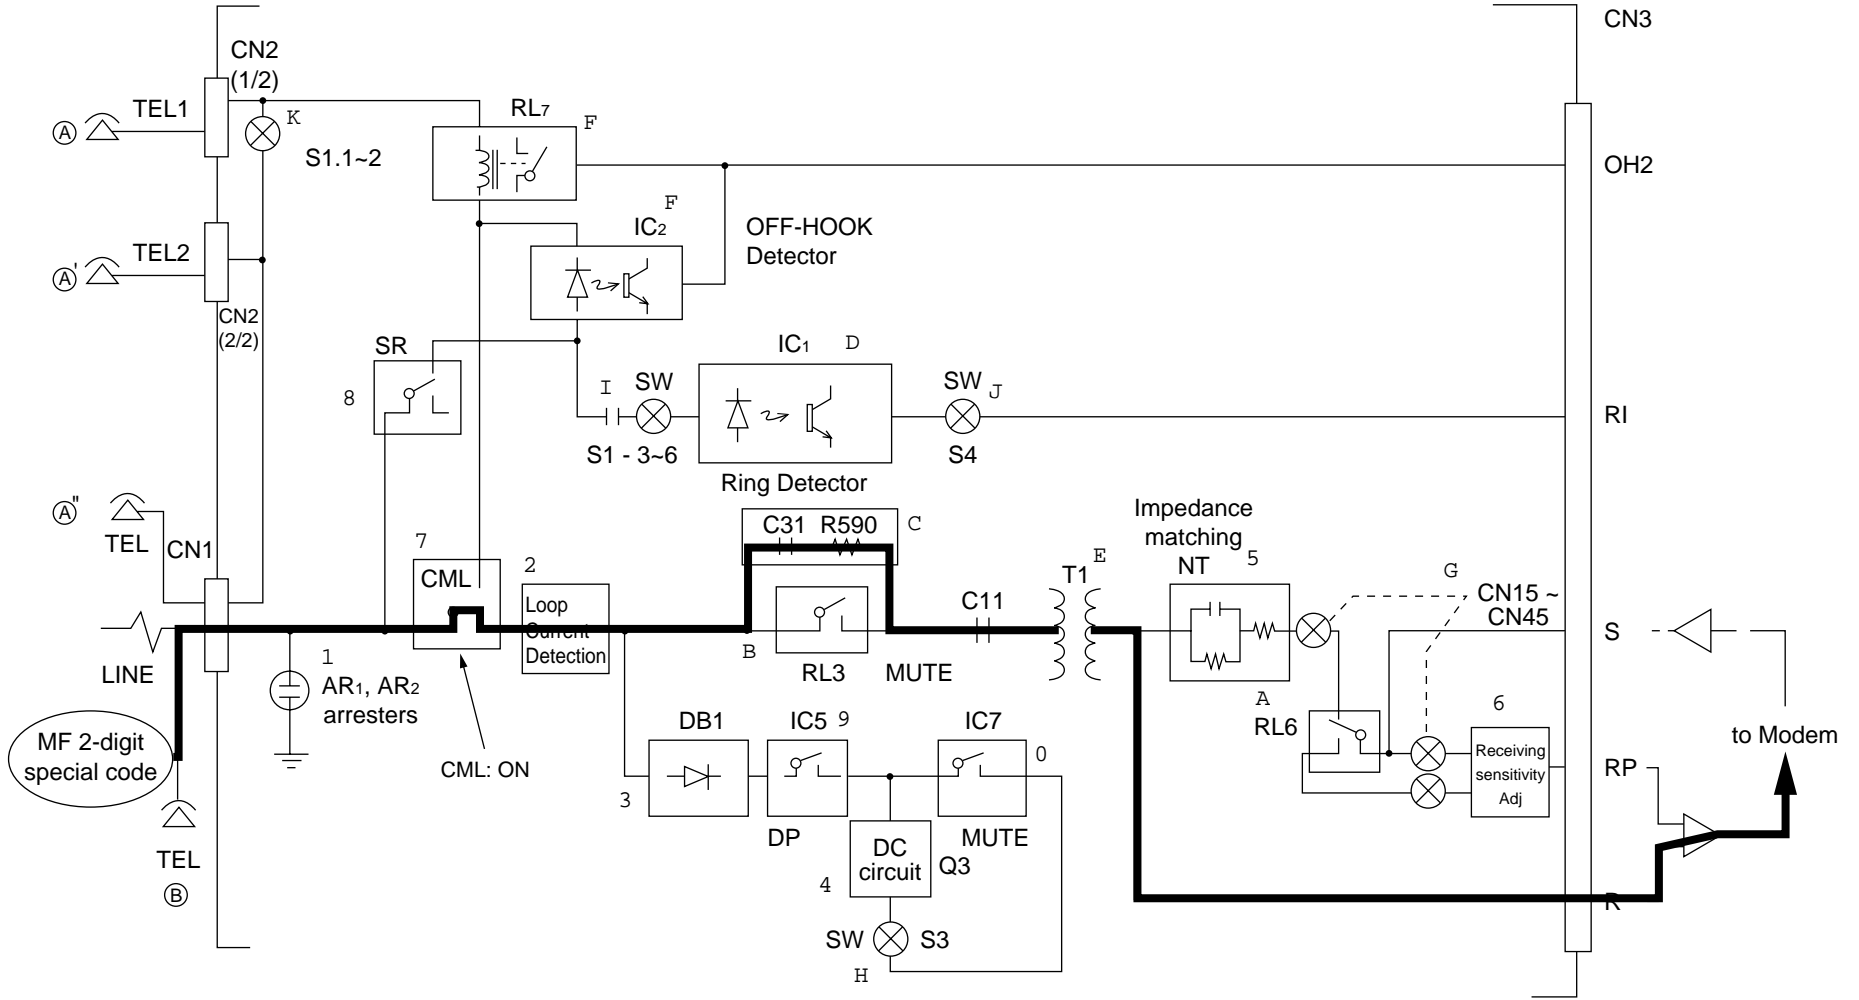 CN3
CN2
(1/2)
TEL1
A
K
RL7
F
S1.1~2
OH2
F
IC2
OFF-HOOK
Detector
TEL2
A'
CN2
(2/2)
SR
8
IC1
D
I
SW
SW
J
RI
S1 - 3~6
S4
Ring Detector
A"
TEL
CN1
7
CML
2
Loop
Current
Detection
C31
R590
C
Impedance
matching
NT
5
E
T1
G
CN15 ~
CN45
C11
S
LINE
1
AR1, AR2
arresters
B
RL3
MUTE
A
RL6
6
Receiving
sensitivity
Adj
to Modem
RP
MF 2-digit
special code
CML: ON
DB1
IC5
9
IC7
0
3
DP
MUTE
DC
circuit
Q3
4
TEL
B
SW
S3
H
R